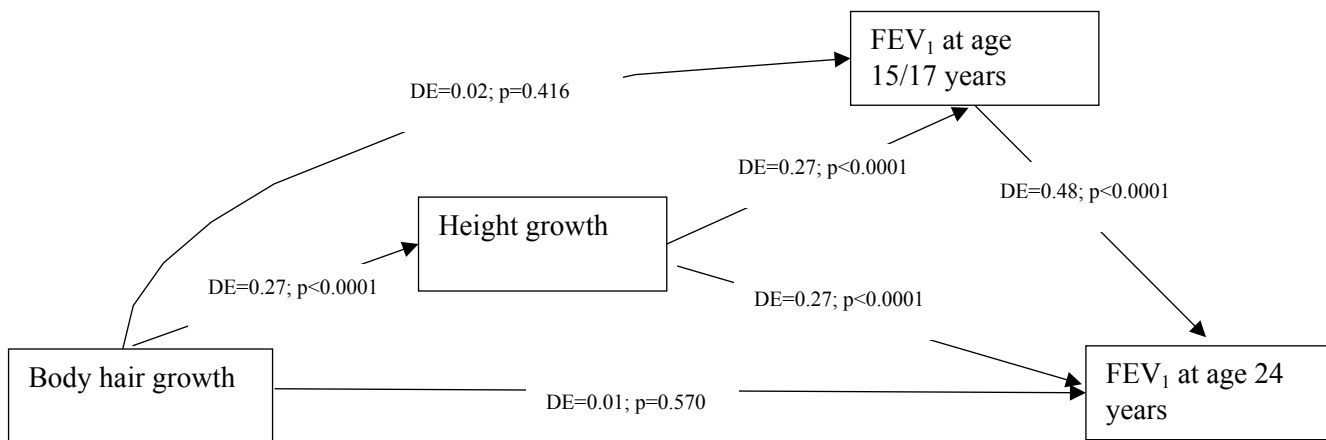 FEV₁ at age
15/17 years
DE=0.02; p=0.416
DE=0.27; p<0.0001
DE=0.48; p<0.0001
Height growth
DE=0.27; p<0.0001
DE=0.27; p<0.0001
Body hair growth
FEV₁ at age 24
years
DE=0.01; p=0.570